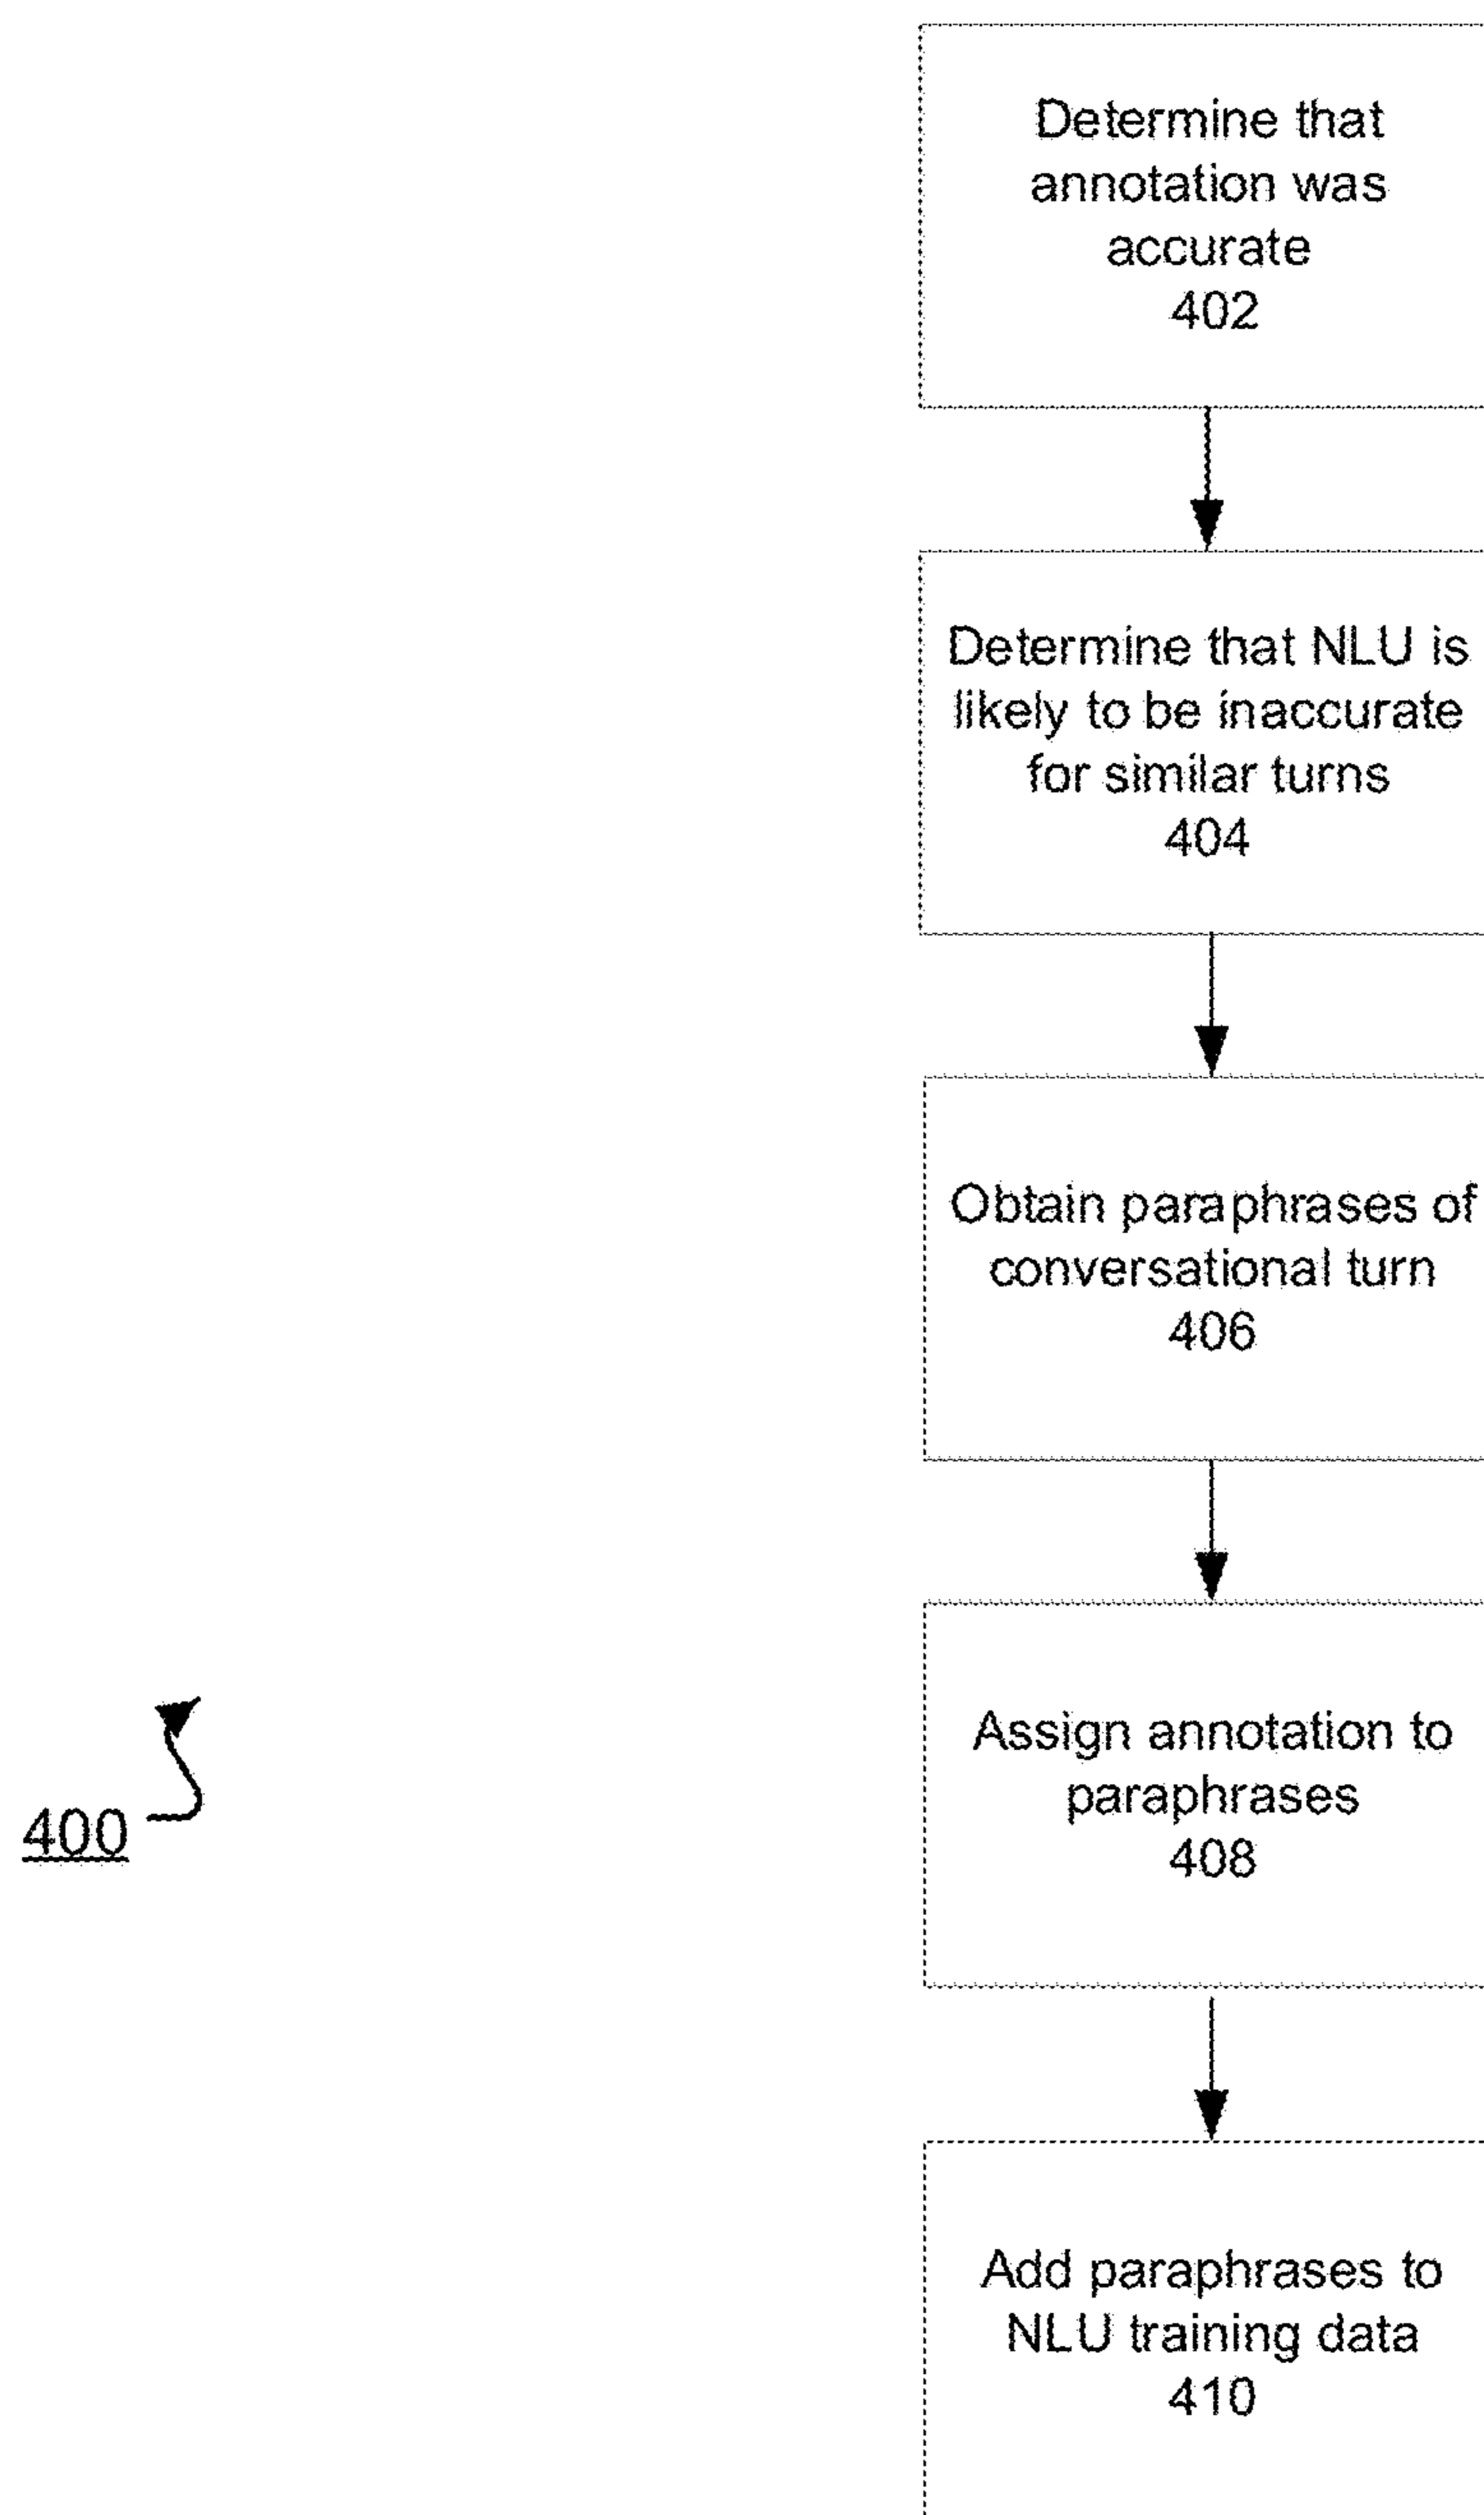 Determine that
annotation was
accurate
402
Determine that NLU is
likely to be inaccurate
for similar turns
404
Obtain paraphrases of
conversational turn
406
Assign annotation to
paraphrases
408
400
Add paraphrases to
NLU training data
410